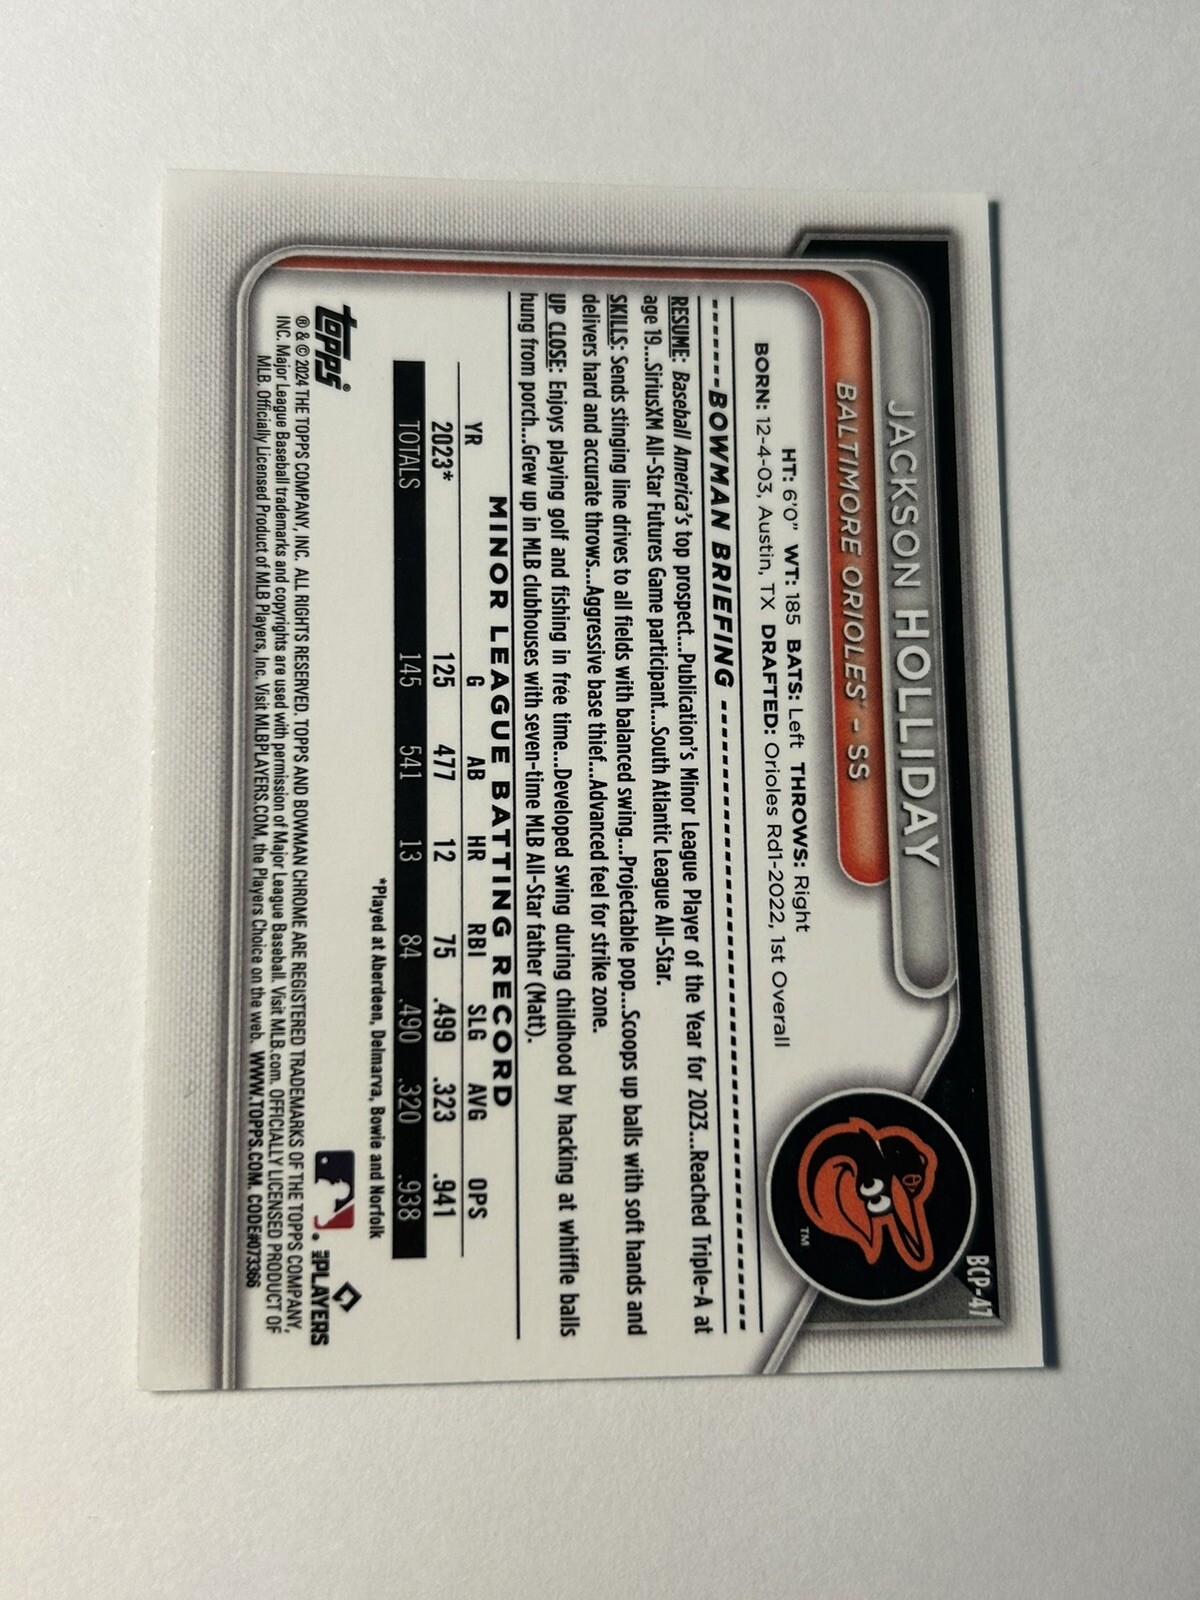 BCP-47
JACKSON HOLLIDAY
BALTIMORE ORIOLES® - SS
TM
HT: 6'0" WT: 185 BATS: Left THROWS: Right
BORN: 12-4-03, Austin, TX DRAFTED: Orioles Rd1-2022, 1st Overall
BOWMAN BRIEFING
RESUME: Baseball America's top prospect...Publication's Minor League Player of the Year for 2023...Reached Triple-A at
age 19...SiriusXM All-Star Futures Game participant...South Atlantic League All-Star.
SKILLS: Sends stinging line drives to all fields with balanced swing...Projectable pop...Scoops up balls with soft hands and
delivers hard and accurate throws...Aggressive base thief...Advanced feel for strike zone.
UP CLOSE: Enjoys playing golf and fishing in free time...Developed swing during childhood by hacking at whiffle balls
hung from porch...Grew up in MLB clubhouses with seven-time MLB All-Star father (Matt).
MINOR LEAGUE BATTING RECORD
YR G AB HR RBI SLG AVG OPS
2023* 125 477 12 75 .499 .323 .941
TOTALS 145 541 13 84 .490 .320 .938
*Played at Aberdeen, Delmarva, Bowie and Norfolk
topps®
MLB PLAYERS
® & © 2024 THE TOPPS COMPANY, INC. ALL RIGHTS RESERVED. TOPPS AND BOWMAN CHROME ARE REGISTERED TRADEMARKS OF THE TOPPS COMPANY,
INC. Major League Baseball trademarks and copyrights are used with permission of Major League Baseball. Visit MLB.com. OFFICIALLY LICENSED PRODUCT OF
MLB. Officially Licensed Product of MLB Players, Inc. Visit MLBPLAYERS.COM, the Players Choice on the web. WWW.TOPPS.COM. CODE#073366